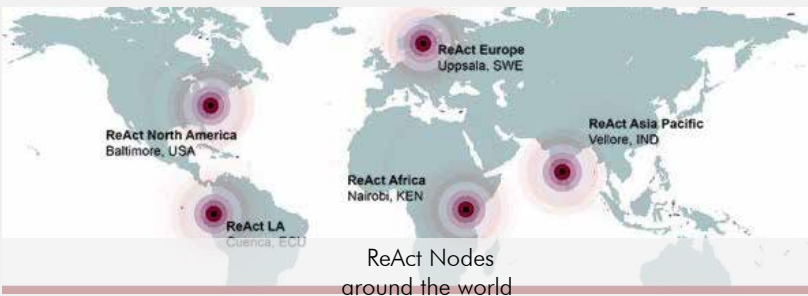 ReAct Europe
Uppsala, SWE
ReAct North America
Baltimore, USA
ReAct Asia Pacific
Vellore, IND
ReAct Africa
Nairobi, KEN
ReAct LA
Cuenca, ECU
ReAct Nodes
around the world